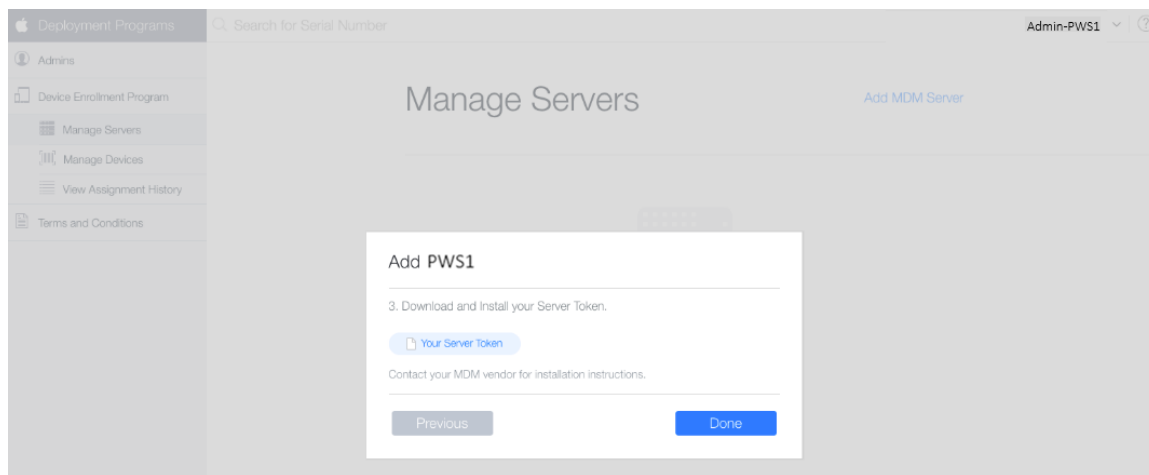 Deployment Programs
Search for Serial Number
Admin-PWS1
Admins
Device Enrollment Program
Manage Servers
Manage Devices
View Assignment History
Terms and Conditions
Manage Servers
Add MDM Server
Add PWS1
3. Download and Install your Server Token.
Your Server Token
Contact your MDM vendor for installation instructions.
Previous
Done